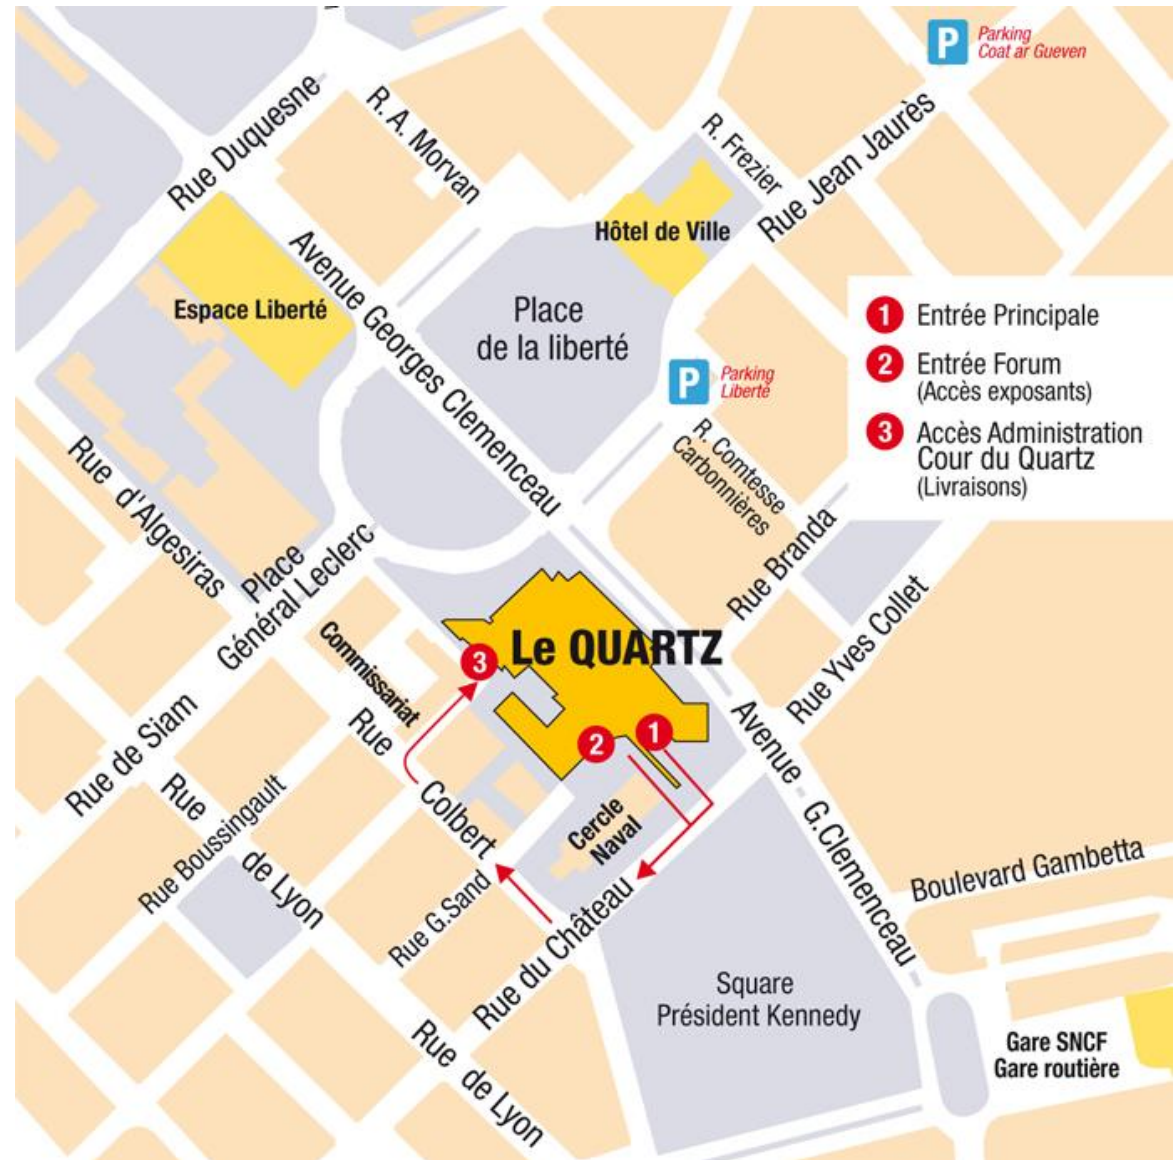 P
Parking
Coat ar Gueven
Rue Duquesne
R. A. Morvan
R. Frezier
Rue Jean Jaurès
Hôtel de Ville
Avenue Georges Clemenceau
Espace Liberté
Place
de la liberté
1 Entrée Principale
2 Entrée Forum
(Accès exposants)
3 Accès Administration
Cour du Quartz
(Livraisons)
P
Parking
Liberté
R. Comtesse
Carbonnières
Rue d'Algesiras
Place
Général Leclerc
Rue Branda
Rue Yves Collet
Commissariat
Le QUARTZ
3
2
1
Rue de Siam
Rue Colbert
Avenue - G.Clemenceau
Rue Boussingault
Rue de Lyon
Cercle
Naval
Rue G.Sand
Rue du Château
Boulevard Gambetta
Square
Président Kennedy
Rue de Lyon
Gare SNCF
Gare routière